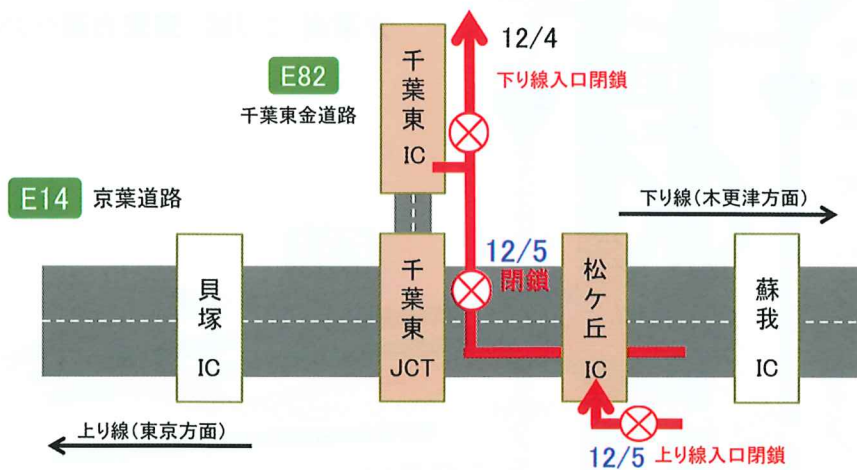 12/4
下り線入口閉鎖
E82
千葉東金道路
千葉東
IC
E14 京葉道路
下り線(木更津方面)
貝塚
IC
千葉東
JCT
12/5
閉鎖
松ケ丘
IC
蘇我
IC
上り線(東京方面)
12/5 上り線入口閉鎖